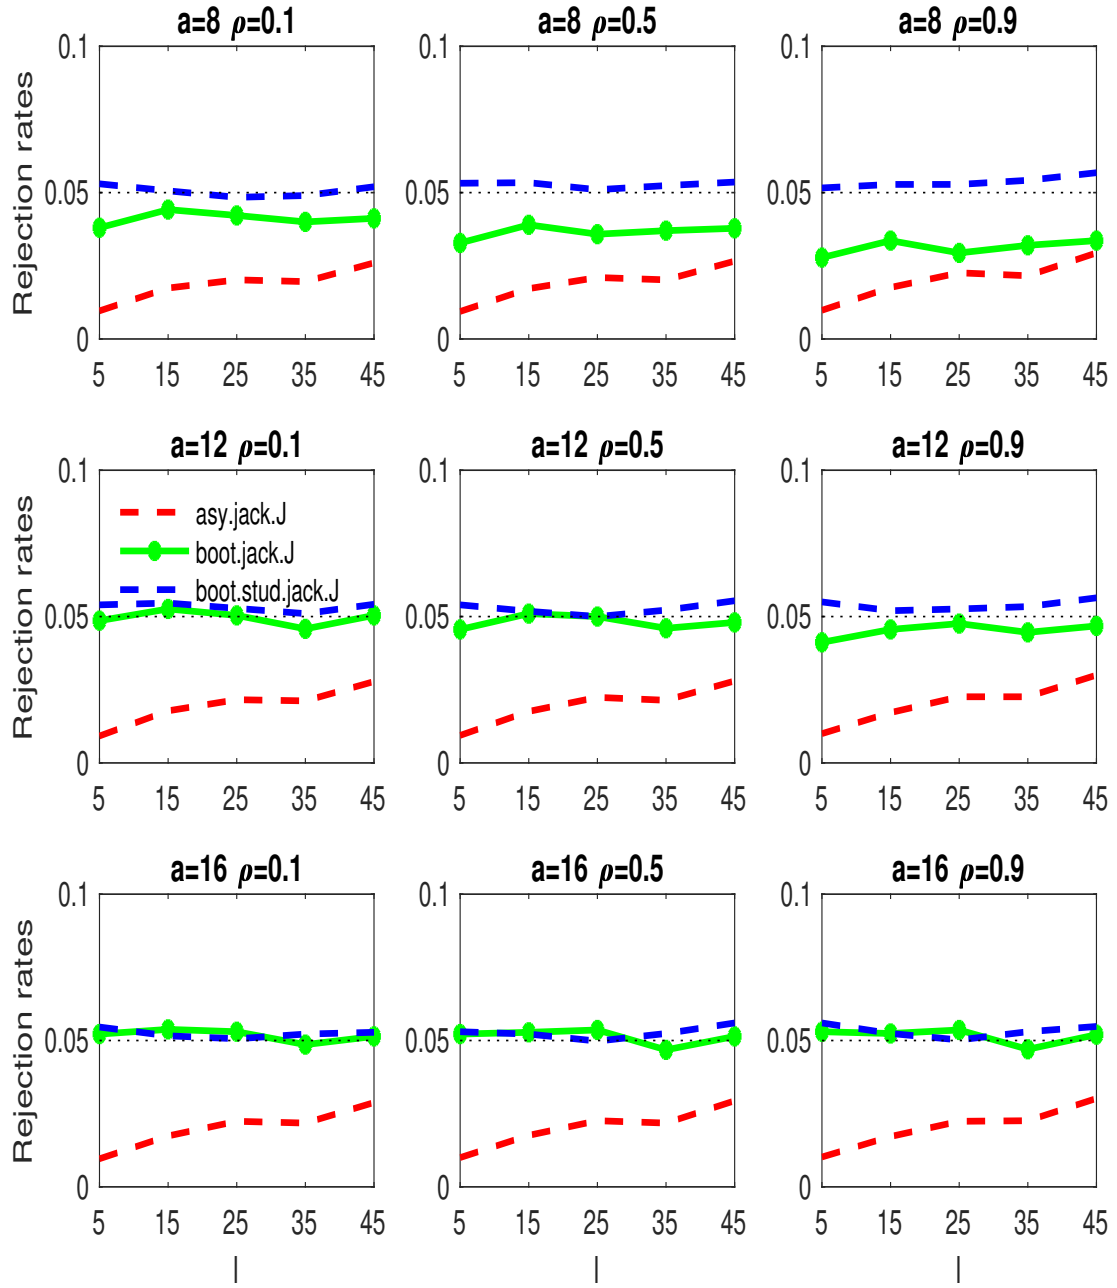 a=8 ρ=0.1 a=8 ρ=0.5 a=8 ρ=0.9
Rejection rates
0.1 0.1 0.1
0.05 0.05 0.05
0 0 0
5 15 25 35 45 5 15 25 35 45 5 15 25 35 45
a=12 ρ=0.1 a=12 ρ=0.5 a=12 ρ=0.9
Rejection rates
0.1 0.1 0.1
asy.jack.J
boot.jack.J
boot.stud.jack.J
0.05 0.05 0.05
0 0 0
5 15 25 35 45 5 15 25 35 45 5 15 25 35 45
a=16 ρ=0.1 a=16 ρ=0.5 a=16 ρ=0.9
Rejection rates
0.1 0.1 0.1
0.05 0.05 0.05
0 0 0
5 15 25 35 45 5 15 25 35 45 5 15 25 35 45
l l l